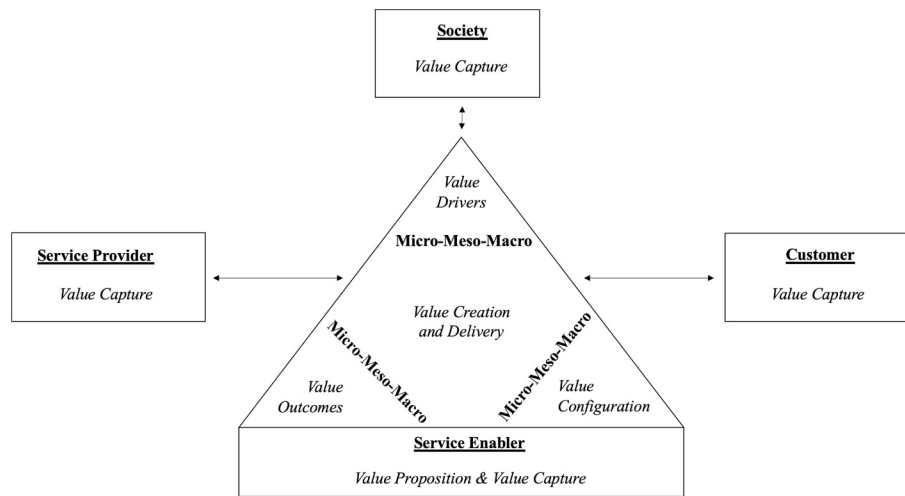 Society
Value Capture
Value
Drivers
Micro-Meso-Macro
Service Provider
Value Capture
Customer
Value Capture
Value Creation
and Delivery
Micro-Meso-Macro
Micro-Meso-Macro
Value
Outcomes
Value
Configuration
Service Enabler
Value Proposition & Value Capture